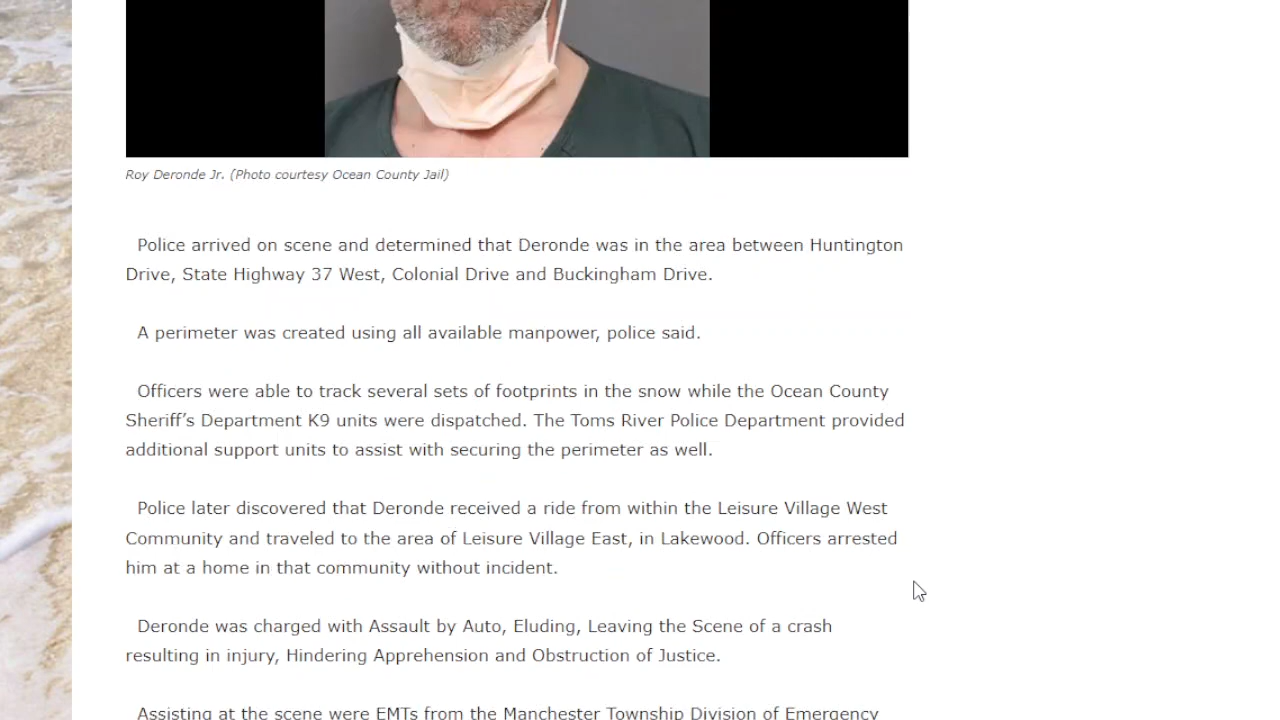 Roy Deronde Jr. (Photo courtesy Ocean County Jail)
Police arrived on scene and determined that Deronde was in the area between Huntington
Drive, State Highway 37 West, Colonial Drive and Buckingham Drive.
A perimeter was created using all available manpower, police said.
Officers were able to track several sets of footprints in the snow while the Ocean County
Sheriff’s Department K9 units were dispatched. The Toms River Police Department provided
additional support units to assist with securing the perimeter as well.
Police later discovered that Deronde received a ride from within the Leisure Village West
Community and traveled to the area of Leisure Village East, in Lakewood. Officers arrested
him at a home in that community without incident.
Deronde was charged with Assault by Auto, Eluding, Leaving the Scene of a crash
resulting in injury, Hindering Apprehension and Obstruction of Justice.
Assisting at the scene were EMTs from the Manchester Township Division of Emergency